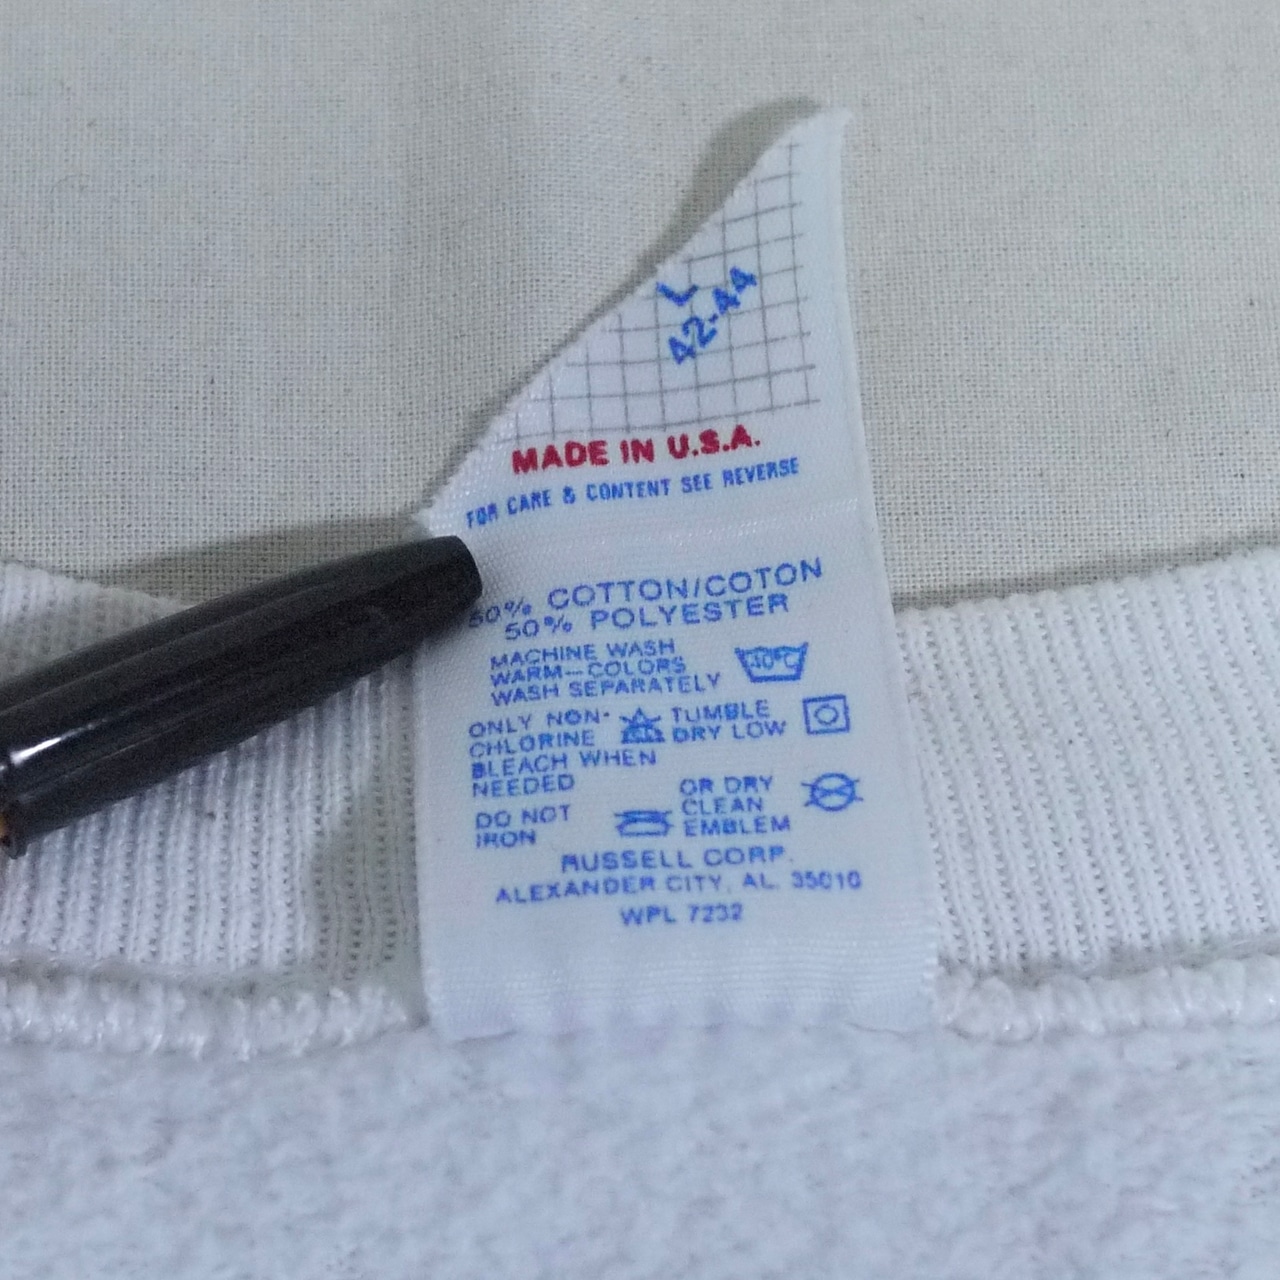 L
42-44
MADE IN U.S.A.
FOR CARE & CONTENT SEE REVERSE
50% COTTON/COTON
50% POLYESTER
MACHINE WASH
WARM-COLORS
WASH SEPARATELY
40°C
ONLY NON-
CHLORINE
BLEACH WHEN
NEEDED
TUMBLE
DRY LOW
DO NOT
IRON
OR DRY
CLEAN
EMBLEM
RUSSELL CORP.
ALEXANDER CITY, AL. 35010
WPL 7232